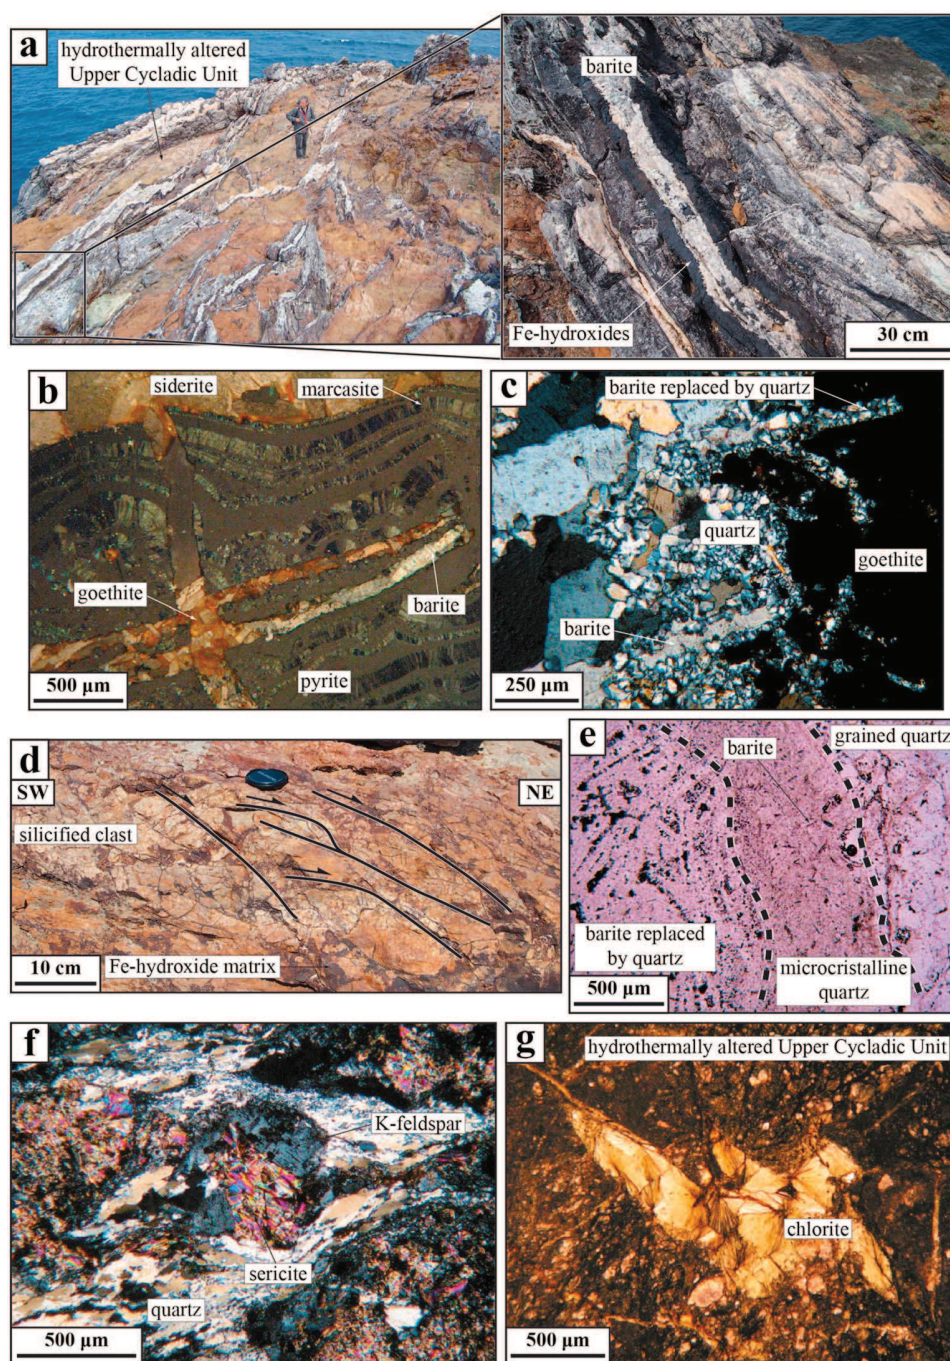 a
hydrothermally altered
Upper Cycladic Unit
barite
Fe-hydroxides
30 cm
b
siderite
marcasite
goethite
barite
pyrite
500 µm
c
barite replaced by quartz
quartz
goethite
barite
250 µm
d
SW
NE
silicified clast
10 cm
Fe-hydroxide matrix
e
grained quartz
barite
barite replaced
by quartz
microcristalline
quartz
500 µm
f
K-feldspar
sericite
quartz
500 µm
g
hydrothermally altered Upper Cycladic Unit
chlorite
500 µm